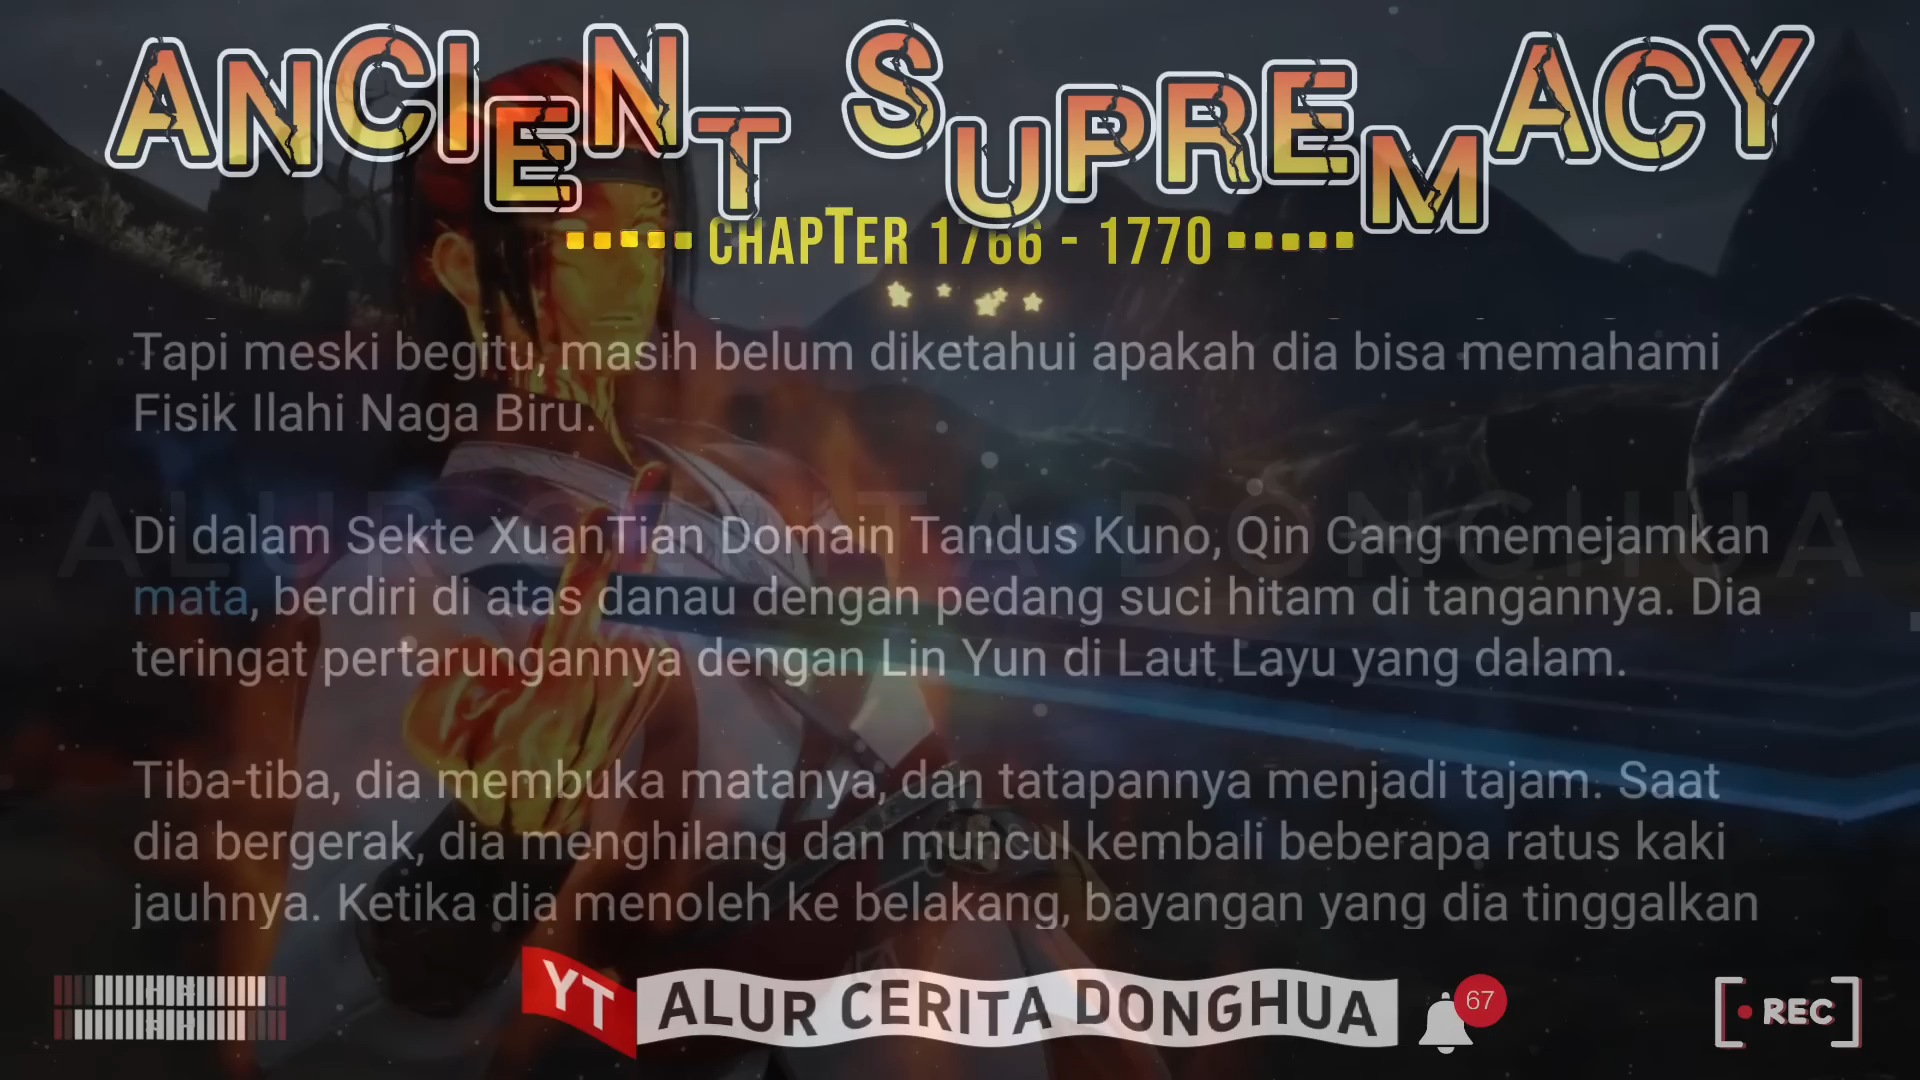 ANCIENT SUPREMACY
CHAPTER 1766 - 1770
Tapi meski begitu, masih belum diketahui apakah dia bisa memahami
Fisik Ilahi Naga Biru.
ALUR CERITA DONGHUA
Di dalam Sekte XuanTian Domain Tandus Kuno, Qin Cang memejamkan
mata, berdiri di atas danau dengan pedang suci hitam di tangannya. Dia
teringat pertarungannya dengan Lin Yun di Laut Layu yang dalam.
Tiba-tiba, dia membuka matanya, dan tatapannya menjadi tajam. Saat
dia bergerak, dia menghilang dan muncul kembali beberapa ratus kaki
jauhnya. Ketika dia menoleh ke belakang, bayangan yang dia tinggalkan
YT ALUR CERITA DONGHUA
67
REC